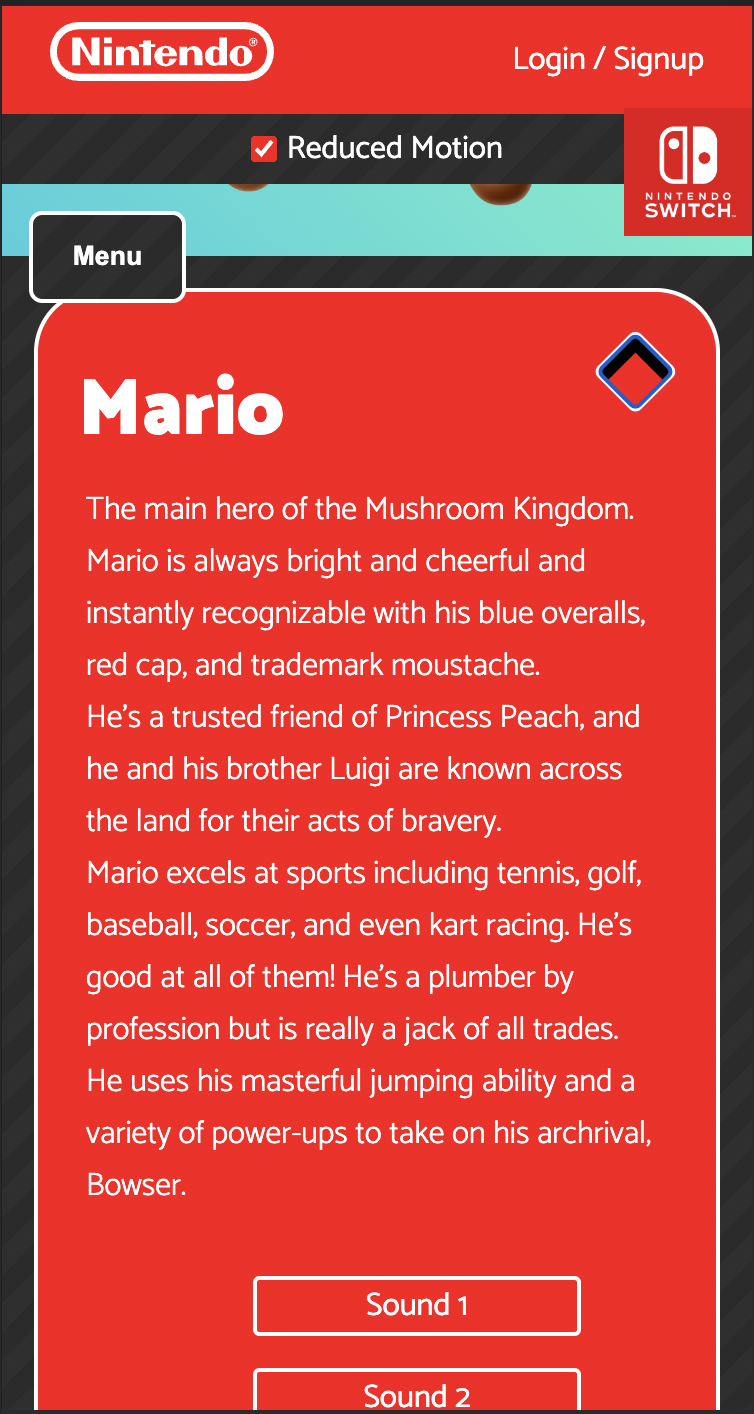 Nintendo®
Login / Signup
Reduced Motion
NINTENDO
SWITCH™
Menu
Mario
The main hero of the Mushroom Kingdom.
Mario is always bright and cheerful and
instantly recognizable with his blue overalls,
red cap, and trademark moustache.
He’s a trusted friend of Princess Peach, and
he and his brother Luigi are known across
the land for their acts of bravery.
Mario excels at sports including tennis, golf,
baseball, soccer, and even kart racing. He’s
good at all of them! He’s a plumber by
profession but is really a jack of all trades.
He uses his masterful jumping ability and a
variety of power-ups to take on his archrival,
Bowser.
Sound 1
Sound 2